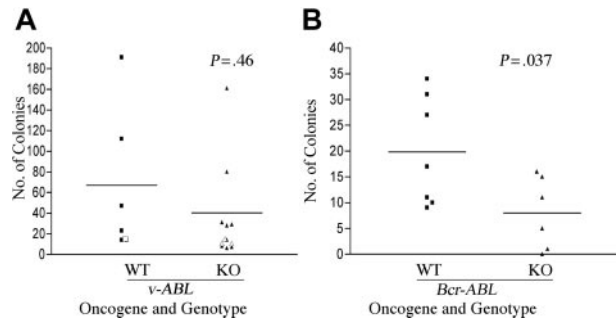 A
200
180
160
140
120
100
80
60
40
20
0
No. of Colonies
P=.46
WT KO
v-ABL
Oncogene and Genotype
B
40
35
30
25
20
15
10
5
0
No. of Colonies
P=.037
WT KO
Bcr-ABL
Oncogene and Genotype